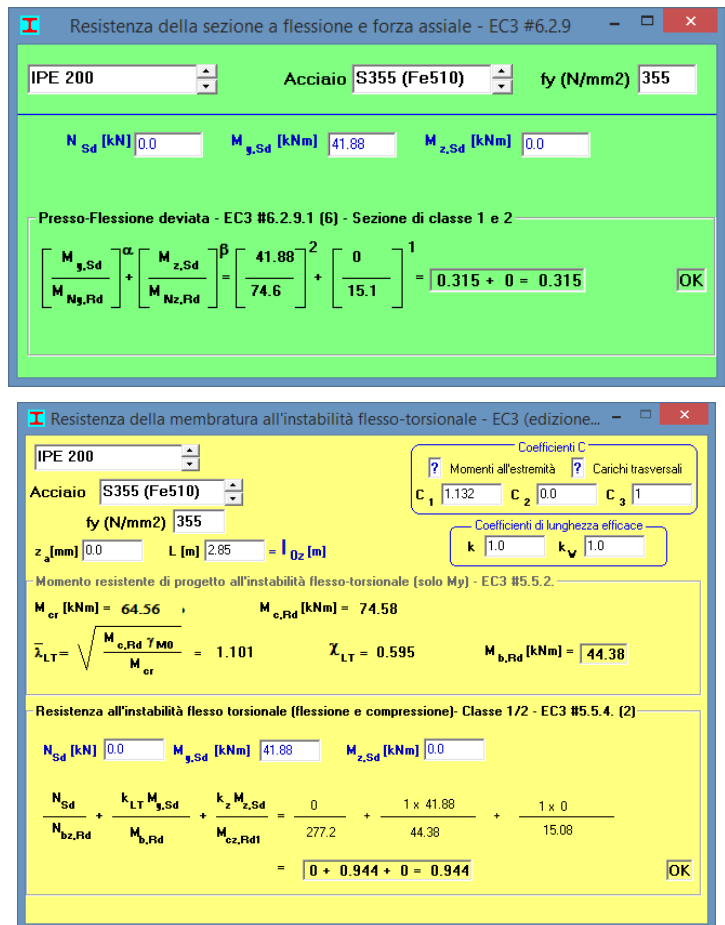 Resistenza della sezione a flessione e forza assiale - EC3 #6.2.9
IPE 200 Acciaio S355 (Fe510) fy (N/mm2) 355
N Sd [kN] 0.0 M y,Sd [kNm] 41.88 M z,Sd [kNm] 0.0
Presso-Flessione deviata - EC3 #6.2.9.1 (6) - Sezione di classe 1 e 2
[ M y,Sd / M Ny,Rd ]^α + [ M z,Sd / M Nz,Rd ]^β = [ 41.88 / 74.6 ]^2 + [ 0 / 15.1 ]^1 = 0.315 + 0 = 0.315 OK
Resistenza della membratura all'instabilità flesso-torsionale - EC3 (edizione...
IPE 200
Acciaio S355 (Fe510)
fy (N/mm2) 355
z a [mm] 0.0 L [m] 2.85 = l 0z [m]
Coefficienti C
? Momenti all'estremità ? Carichi trasversali
C 1 1.132 C 2 0.0 C 3 1
Coefficienti di lunghezza efficace
k 1.0 k w 1.0
Momento resistente di progetto all'instabilità flesso-torsionale (solo My) - EC3 #5.5.2.
M cr [kNm] = 64.56 M c,Rd [kNm] = 74.58
λ̅ LT = √ M c,Rd γ M0 / M cr = 1.101 χ LT = 0.595 M b,Rd [kNm] = 44.38
Resistenza all'instabilità flesso torsionale (flessione e compressione)- Classe 1/2 - EC3 #5.5.4. (2)
N Sd [kN] 0.0 M y,Sd [kNm] 41.88 M z,Sd [kNm] 0.0
N Sd / N bz,Rd + k LT M y,Sd / M b,Rd + k z M z,Sd / M cz,Rd1 = 0 / 277.2 + 1 x 41.88 / 44.38 + 1 x 0 / 15.08
= 0 + 0.944 + 0 = 0.944 OK